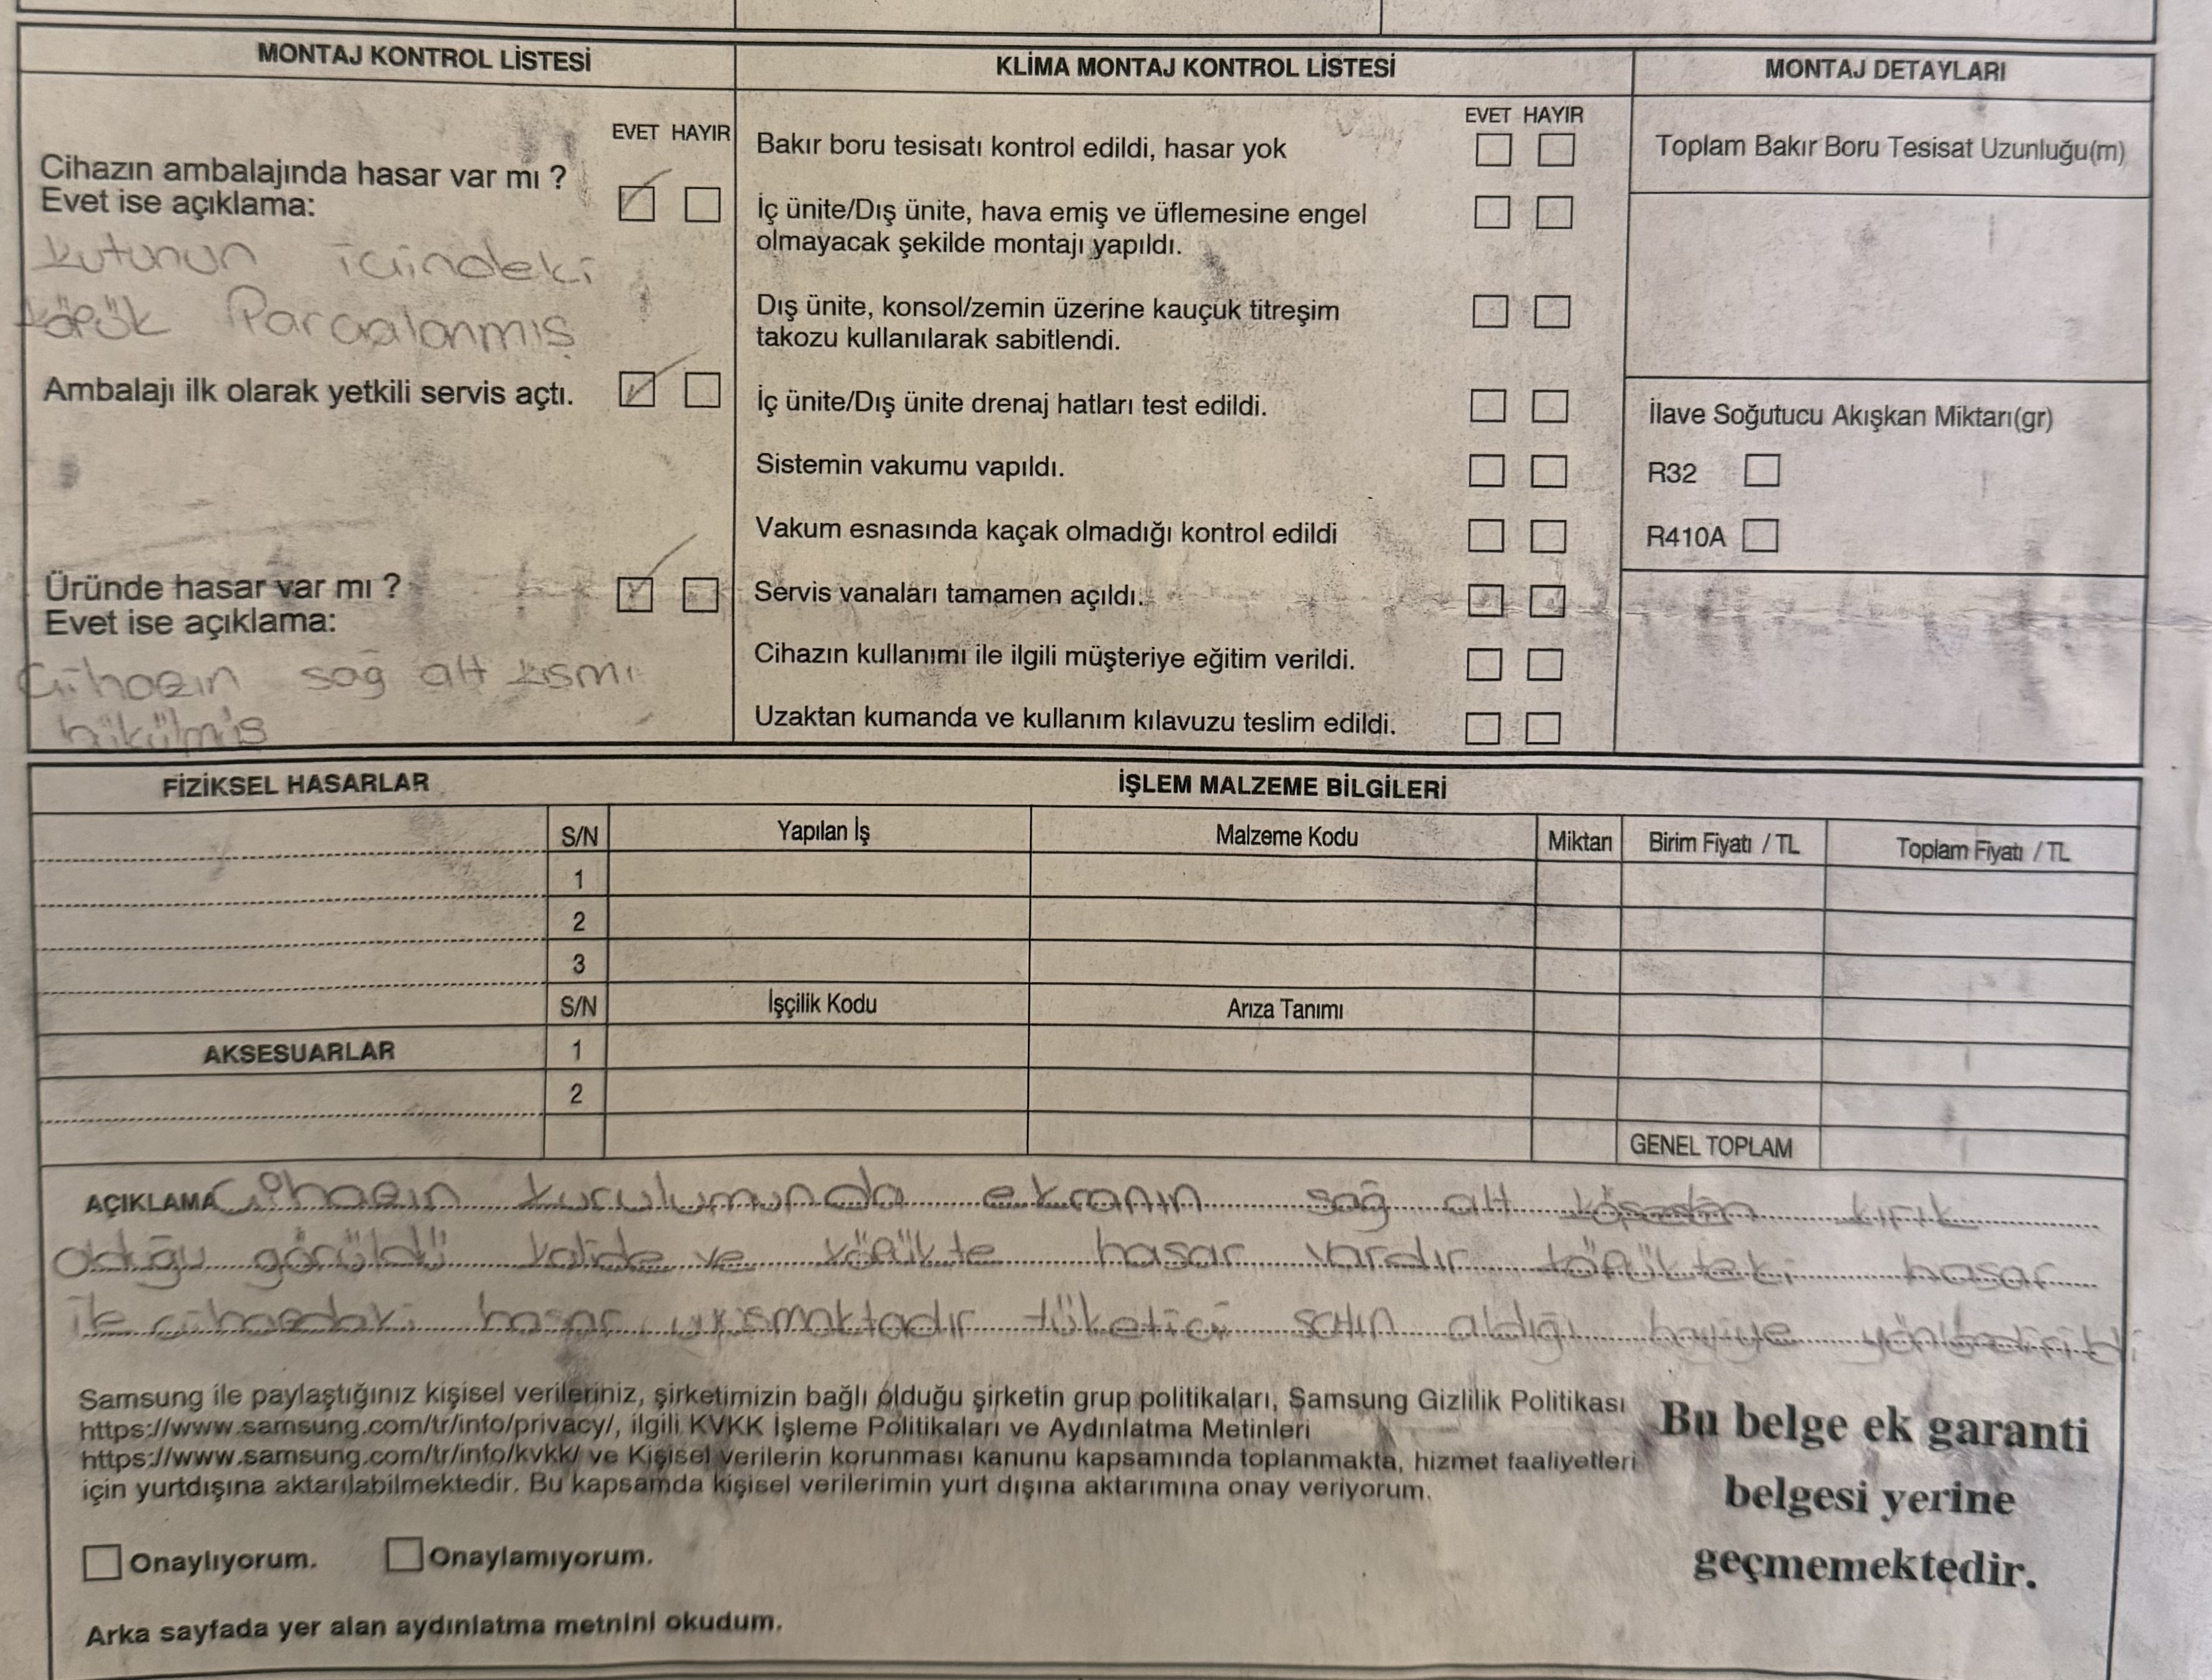 MONTAJ KONTROL LİSTESİ
EVET HAYIR
Cihazın ambalajında hasar var mı ?
Evet ise açıklama:
kutunun içindeki
köpük Parçalanmış
Ambalajı ilk olarak yetkili servis açtı.
Üründe hasar var mı ?
Evet ise açıklama:
Cihazın sağ alt kısmı
bükülmüş
KLİMA MONTAJ KONTROL LİSTESİ
EVET HAYIR
Bakır boru tesisatı kontrol edildi, hasar yok
İç ünite/Dış ünite, hava emiş ve üflemesine engel
olmayacak şekilde montajı yapıldı.
Dış ünite, konsol/zemin üzerine kauçuk titreşim
takozu kullanılarak sabitlendi.
İç ünite/Dış ünite drenaj hatları test edildi.
Sistemin vakumu yapıldı.
Vakum esnasında kaçak olmadığı kontrol edildi
Servis vanaları tamamen açıldı.
Cihazın kullanımı ile ilgili müşteriye eğitim verildi.
Uzaktan kumanda ve kullanım kılavuzu teslim edildi.
MONTAJ DETAYLARI
Toplam Bakır Boru Tesisat Uzunluğu(m)
İlave Soğutucu Akışkan Miktarı(gr)
R32
R410A
FİZİKSEL HASARLAR
İŞLEM MALZEME BİLGİLERİ
S/N Yapılan İş Malzeme Kodu Miktarı Birim Fiyatı / TL Toplam Fiyatı / TL
1
2
3
S/N İşçilik Kodu Arıza Tanımı
AKSESUARLAR 1
2
GENEL TOPLAM
AÇIKLAMA Cihazın kurulumunda ekranın sağ alt köşeden kırık
olduğu görüldü kolide ve köpükte hasar vardır köpükteki hasar
ile cihazdaki hasar uyuşmaktadır tüketici satın aldığı bayiye yönlendirildi
Samsung ile paylaştığınız kişisel verileriniz, şirketimizin bağlı olduğu şirketin grup politikaları, Samsung Gizlilik Politikası
https://www.samsung.com/tr/info/privacy/, ilgili KVKK İşleme Politikaları ve Aydınlatma Metinleri
https://www.samsung.com/tr/info/kvkk/ ve Kişisel verilerin korunması kanunu kapsamında toplanmakta, hizmet faaliyetleri
için yurtdışına aktarılabilmektedir. Bu kapsamda kişisel verilerimin yurt dışına aktarımına onay veriyorum.
Bu belge ek garanti
belgesi yerine
geçmemektedir.
Onaylıyorum. Onaylamıyorum.
Arka sayfada yer alan aydınlatma metnini okudum.